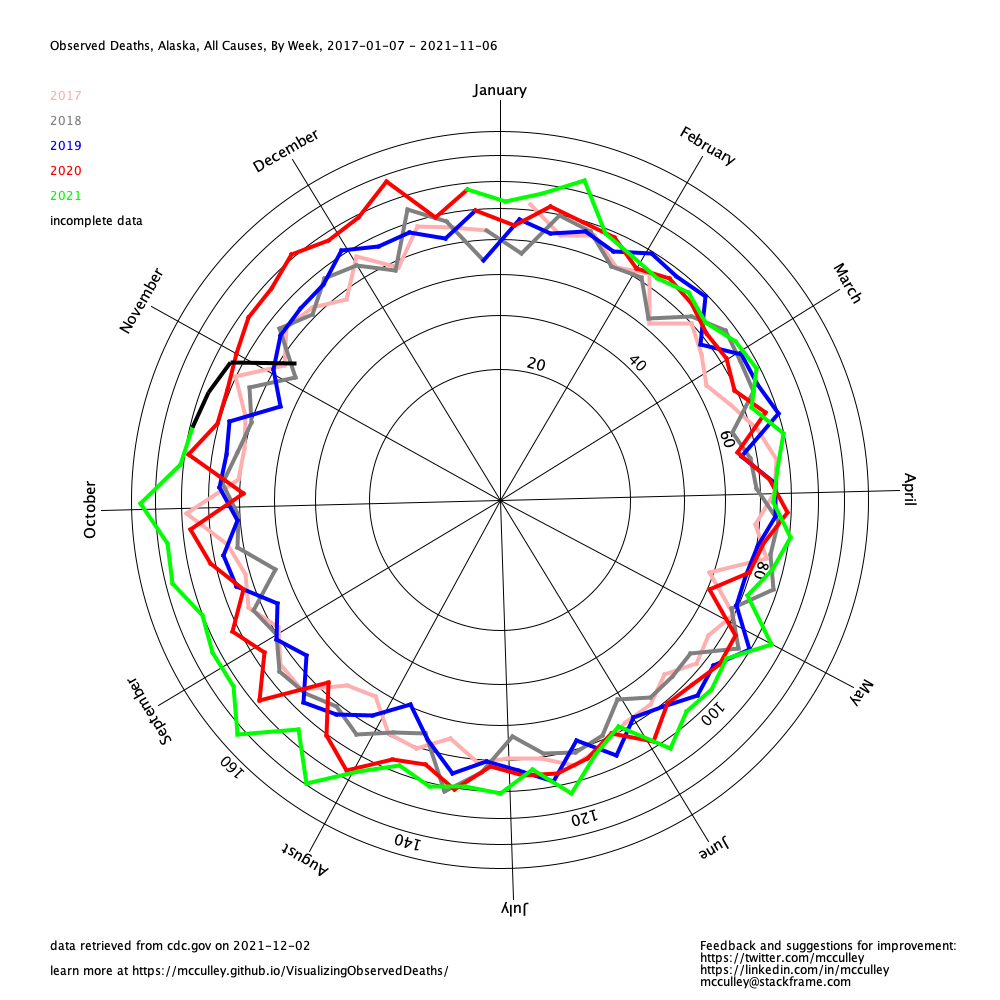 Observed Deaths, Alaska, All Causes, By Week, 2017-01-07 - 2021-11-06
January
2017
2018
2019
2020
2021
incomplete data
December
February
November
March
20
40
60
October
April
80
September
May
100
160
120
140
August
June
July
data retrieved from cdc.gov on 2021-12-02
learn more at https://mcculley.github.io/VisualizingObservedDeaths/
Feedback and suggestions for improvement:
https://twitter.com/mcculley
https://linkedin.com/in/mcculley
mcculley@stackframe.com